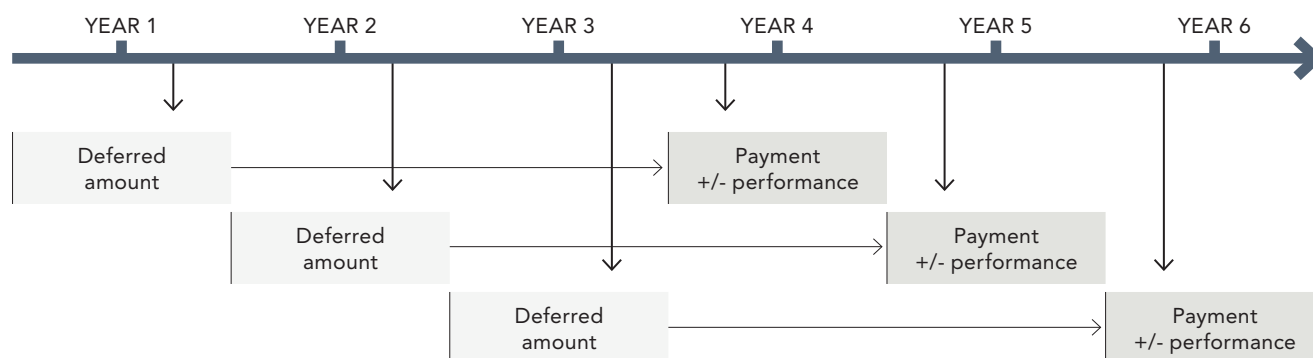 YEAR 1 YEAR 2 YEAR 3 YEAR 4 YEAR 5 YEAR 6
Deferred
amount
Payment
+/- performance
Deferred
amount
Payment
+/- performance
Deferred
amount
Payment
+/- performance